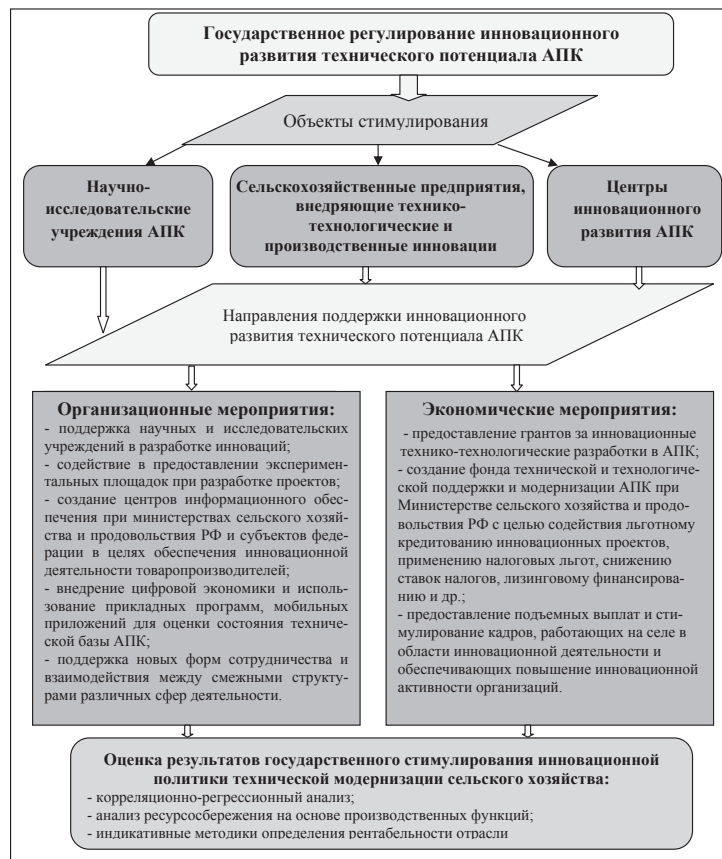 Государственное регулирование инновационного
развития технического потенциала АПК
Объекты стимулирования
Научно-
исследовательские
учреждения АПК
Сельскохозяйственные предприятия,
внедряющие технико-
технологические и
производственные инновации
Центры
инновационного
развития АПК
Направления поддержки инновационного
развития технического потенциала АПК
Организационные мероприятия:
- поддержка научных и исследовательских
учреждений в разработке инноваций;
- содействие в предоставлении эксперимен-
тальных площадок при разработке проектов;
- создание центров информационного обес-
печения при министерствах сельского хозяй-
ства и продовольствия РФ и субъектов феде-
рации в целях обеспечения инновационной
деятельности товаропроизводителей;
- внедрение цифровой экономики и исполь-
зование прикладных программ, мобильных
приложений для оценки состояния техниче-
ской базы АПК;
- поддержка новых форм сотрудничества и
взаимодействия между смежными структу-
рами различных сфер деятельности.
Экономические мероприятия:
- предоставление грантов за инновационные
технико-технологические разработки в АПК;
- создание фонда технической и технологиче-
ской поддержки и модернизации АПК при
Министерстве сельского хозяйства и продо-
вольствия РФ с целью содействия льготному
кредитованию инновационных проектов,
применению налоговых льгот, снижению
ставок налогов, лизинговому финансирова-
нию и др.;
- предоставление подъемных выплат и сти-
мулирование кадров, работающих на селе в
области инновационной деятельности и
обеспечивающих повышение инновационной
активности организаций.
Оценка результатов государственного стимулирования инновационной
политики технической модернизации сельского хозяйства:
- корреляционно-регрессионный анализ;
- анализ ресурсосбережения на основе производственных функций;
- индикативные методики определения рентабельности отрасли